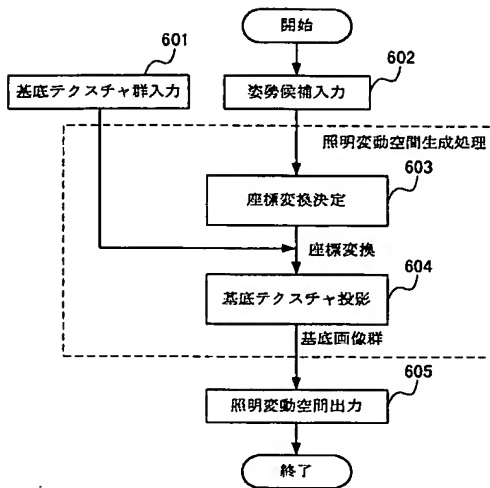 開始
601
基底テクスチャ群入力
602
姿勢候補入力
照明変動空間生成処理
603
座標変換決定
座標変換
604
基底テクスチャ投影
基底画像群
605
照明変動空間出力
終了